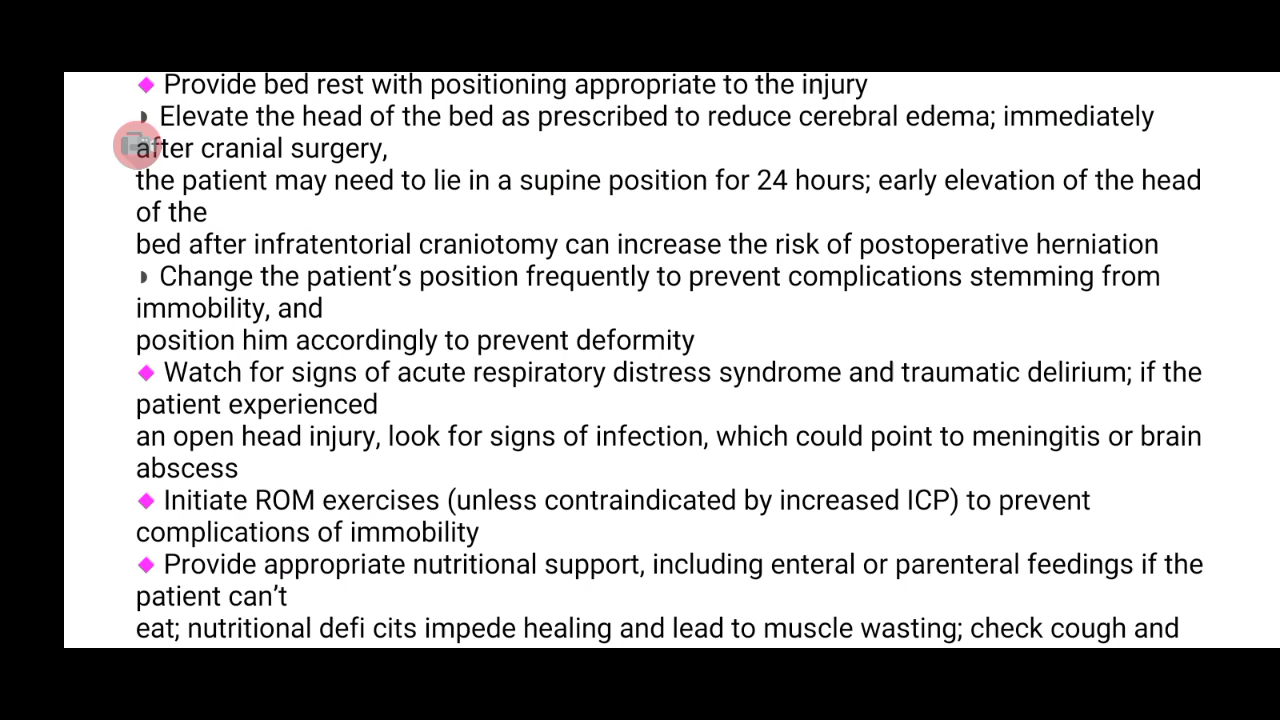 ◆ Provide bed rest with positioning appropriate to the injury
◗ Elevate the head of the bed as prescribed to reduce cerebral edema; immediately
after cranial surgery,
the patient may need to lie in a supine position for 24 hours; early elevation of the head
of the
bed after infratentorial craniotomy can increase the risk of postoperative herniation
◗ Change the patient’s position frequently to prevent complications stemming from
immobility, and
position him accordingly to prevent deformity
◆ Watch for signs of acute respiratory distress syndrome and traumatic delirium; if the
patient experienced
an open head injury, look for signs of infection, which could point to meningitis or brain
abscess
◆ Initiate ROM exercises (unless contraindicated by increased ICP) to prevent
complications of immobility
◆ Provide appropriate nutritional support, including enteral or parenteral feedings if the
patient can’t
eat; nutritional defi cits impede healing and lead to muscle wasting; check cough and